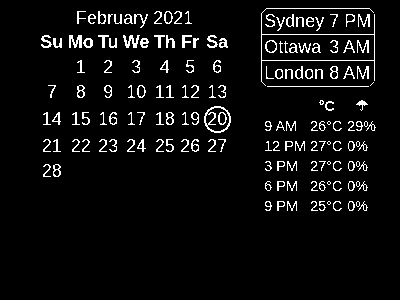 February 2021
Su Mo Tu We Th Fr Sa
1 2 3 4 5 6
7 8 9 10 11 12 13
14 15 16 17 18 19 20
21 22 23 24 25 26 27
28
Sydney 7 PM
Ottawa 3 AM
London 8 AM
°C ☂
9 AM 26°C 29%
12 PM 27°C 0%
3 PM 27°C 0%
6 PM 26°C 0%
9 PM 25°C 0%